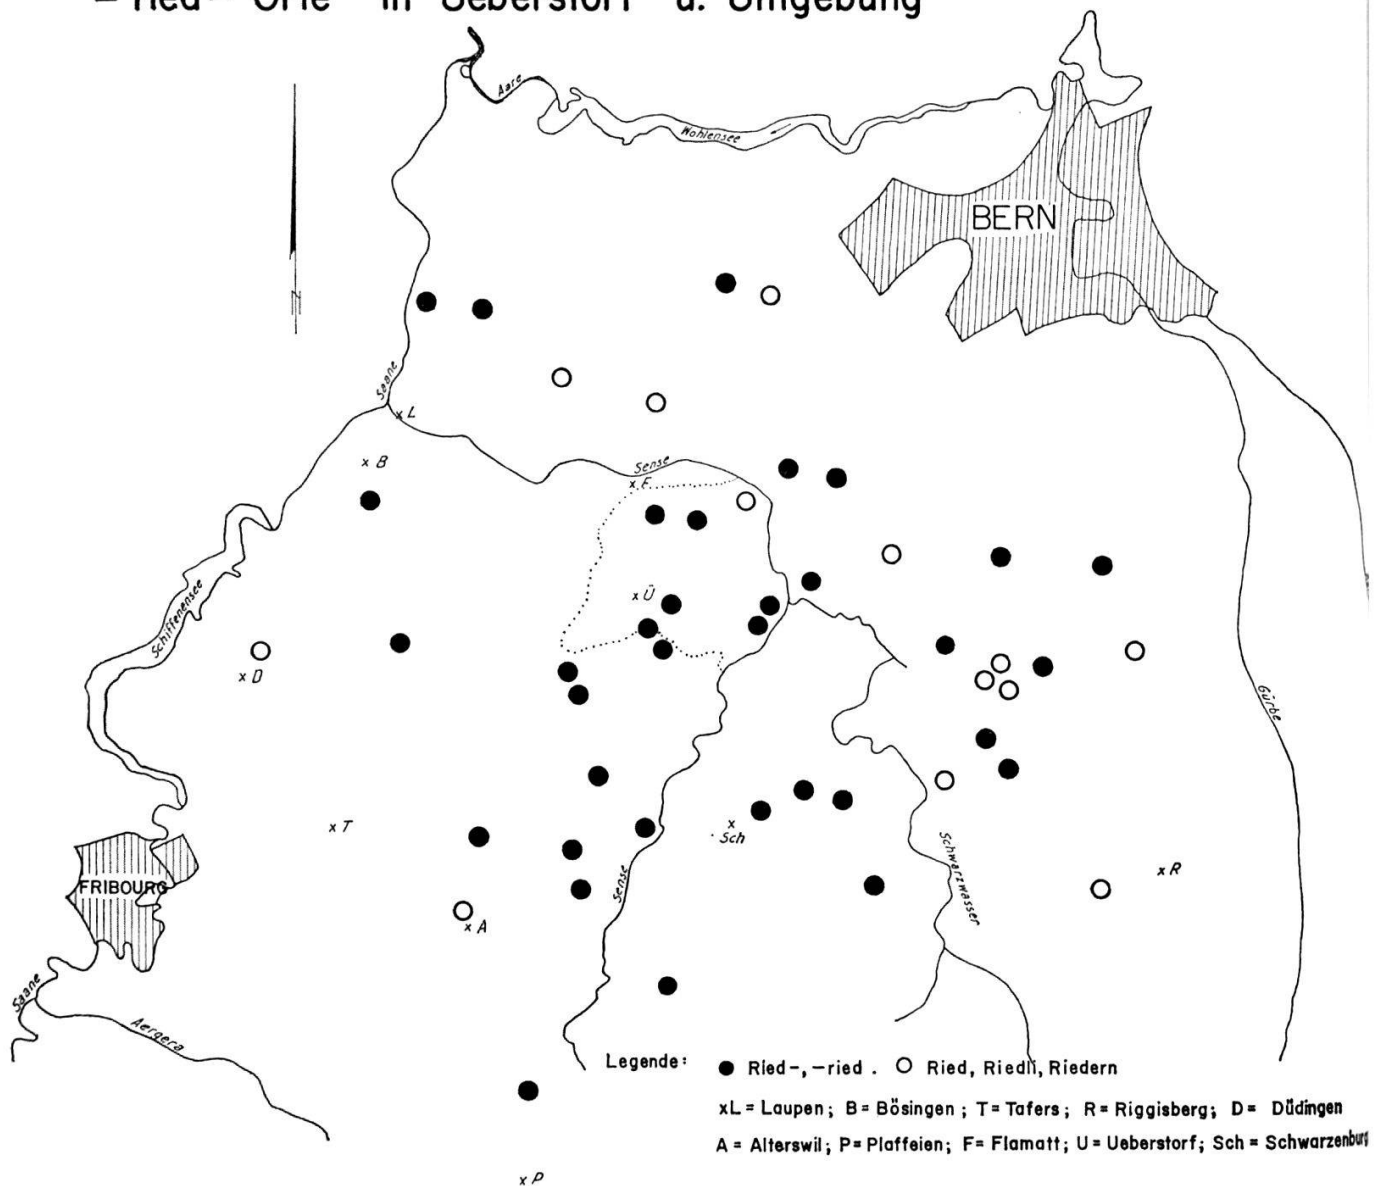 – "Ried" – Orte in Ueberstorf u. Umgebung
Aare
Wohlensee
BERN
N
Saane
x L
x B
Sense
x F
x Ü
Schiffenensee
x D
Gürbe
x T
x Sch
FRIBOURG
Sense
Schwarzwasser
x R
x A
Saane
Aergera
Legende: ● Ried-, -ried . ○ Ried, Riedli, Riedern
xL = Laupen ; B = Bösingen ; T = Tafers ; R = Riggisberg ; D = Düdingen
A = Alterswil ; P = Plaffeien ; F = Flamatt ; U = Ueberstorf ; Sch = Schwarzenburg
x P